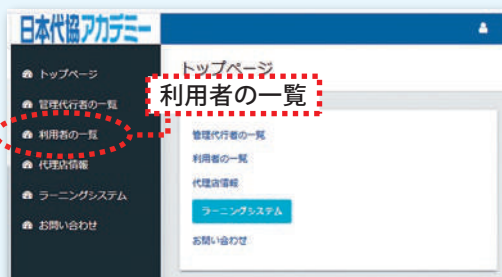 日本代協アカデミー
トップページ
管理代行者の一覧
利用者の一覧
代理店情報
ラーニングシステム
お問い合わせ
トップページ
利用者の一覧
管理代行者の一覧
利用者の一覧
代理店情報
ラーニングシステム
お問い合わせ